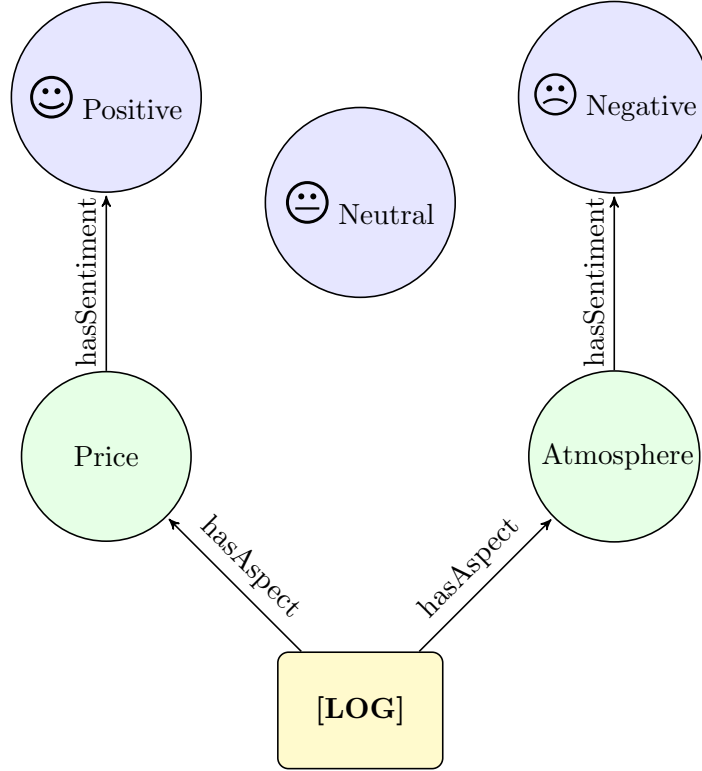 Positive
Negative
Neutral
hasSentiment
hasSentiment
Price
Atmosphere
hasAspect
hasAspect
[LOG]